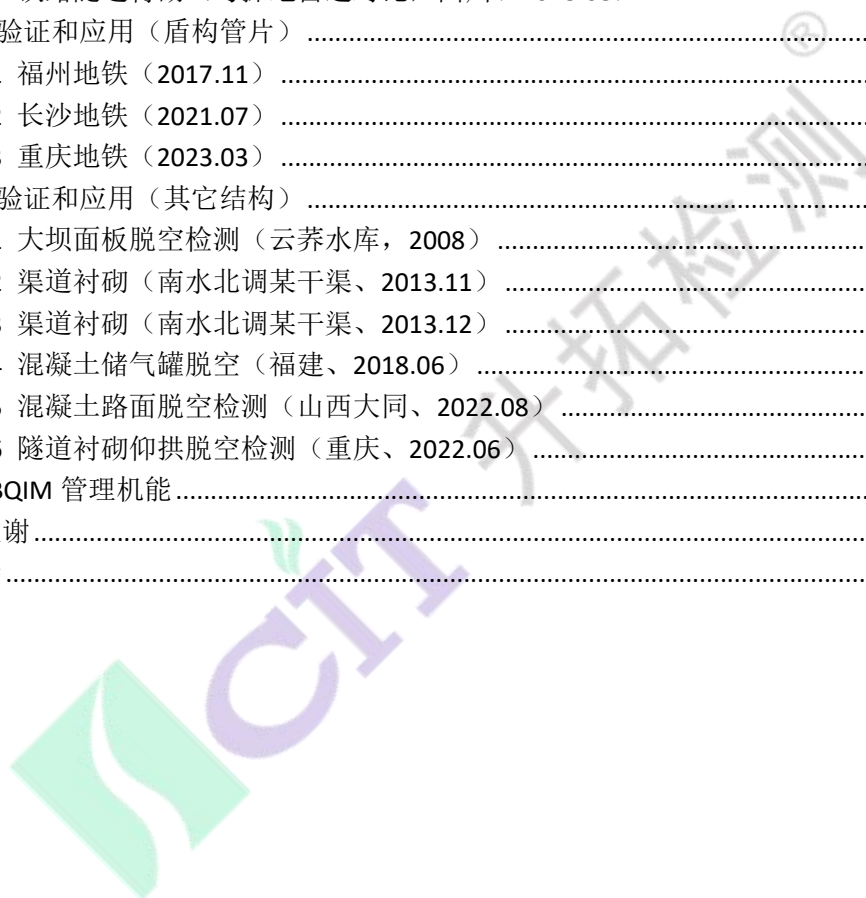 验证和应用（盾构管片）
福州地铁（2017.11）
长沙地铁（2021.07）
重庆地铁（2023.03）
验证和应用（其它结构）
大坝面板脱空检测（云荞水库，2008）
渠道衬砌（南水北调某干渠、2013.11）
渠道衬砌（南水北调某干渠、2013.12）
混凝土储气罐脱空（福建、2018.06）
混凝土路面脱空检测（山西大同、2022.08）
隧道衬砌仰拱脱空检测（重庆、2022.06）
BQIM 管理机能
谢
CIT 升拓检测 ®